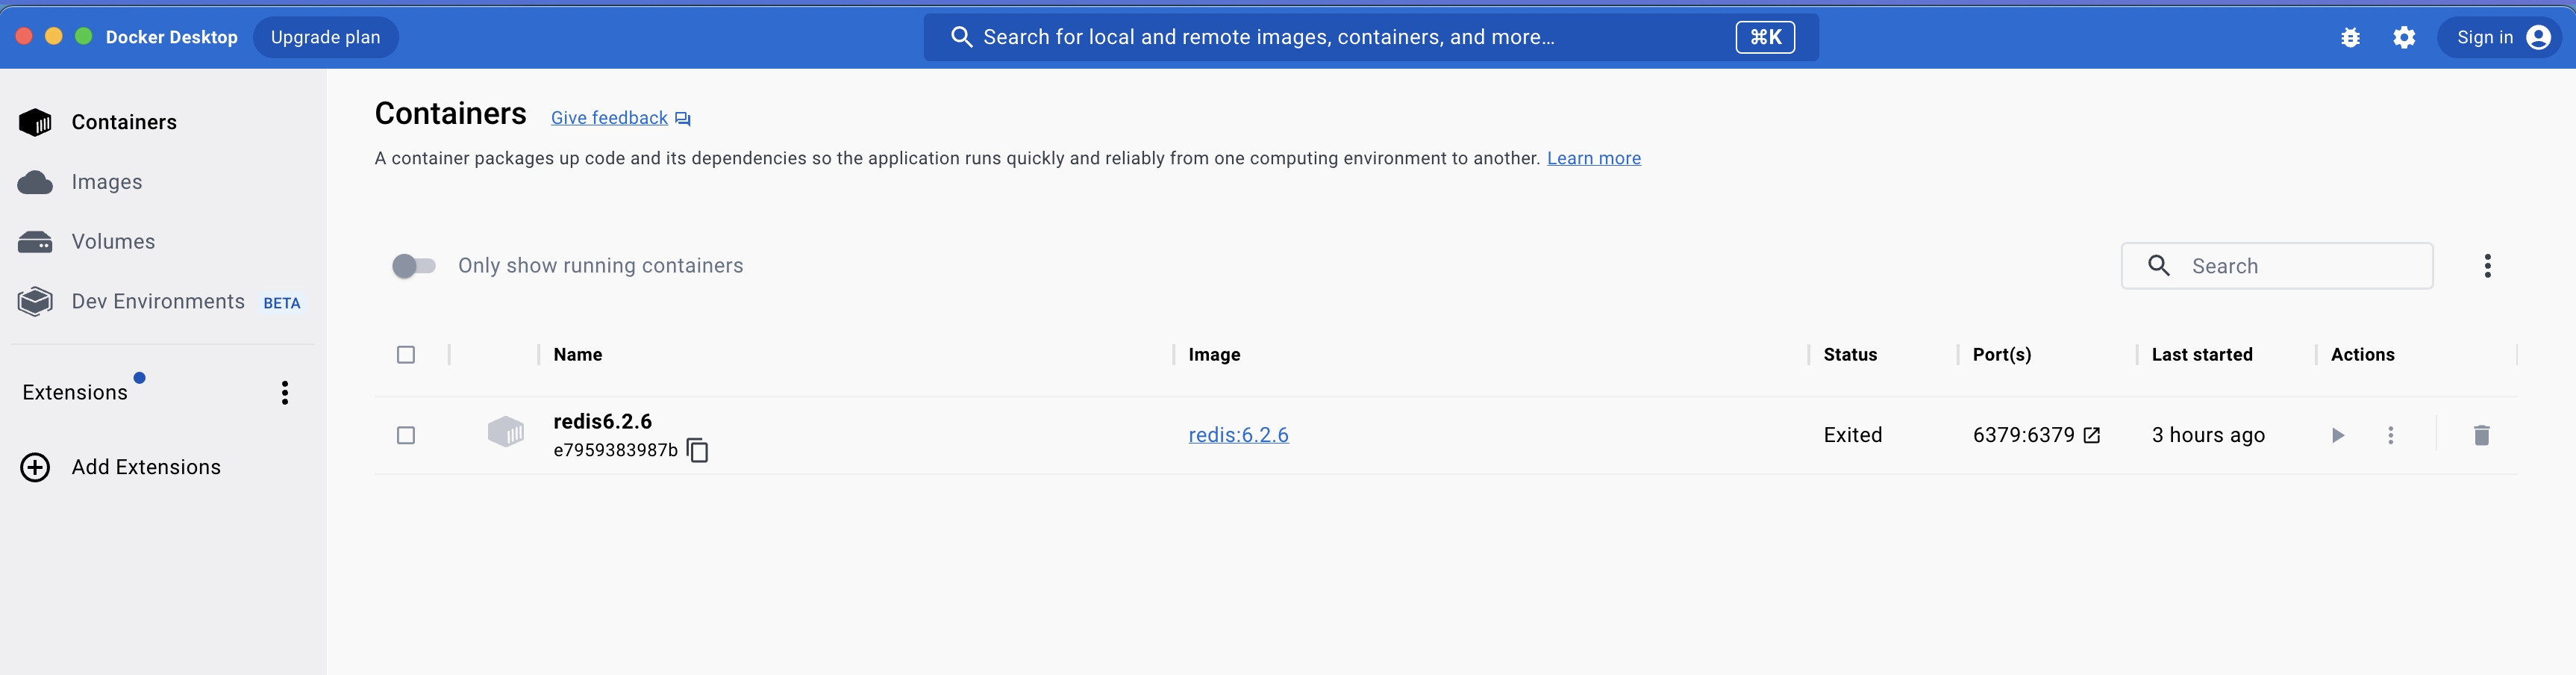 Docker Desktop Upgrade plan Search for local and remote images, containers, and more... ⌘K Sign in
Containers
Images
Volumes
Dev Environments BETA
Extensions
Add Extensions
Containers Give feedback
A container packages up code and its dependencies so the application runs quickly and reliably from one computing environment to another. Learn more
Only show running containers Search
Name Image Status Port(s) Last started Actions
redis6.2.6
e7959383987b redis:6.2.6 Exited 6379:6379 3 hours ago